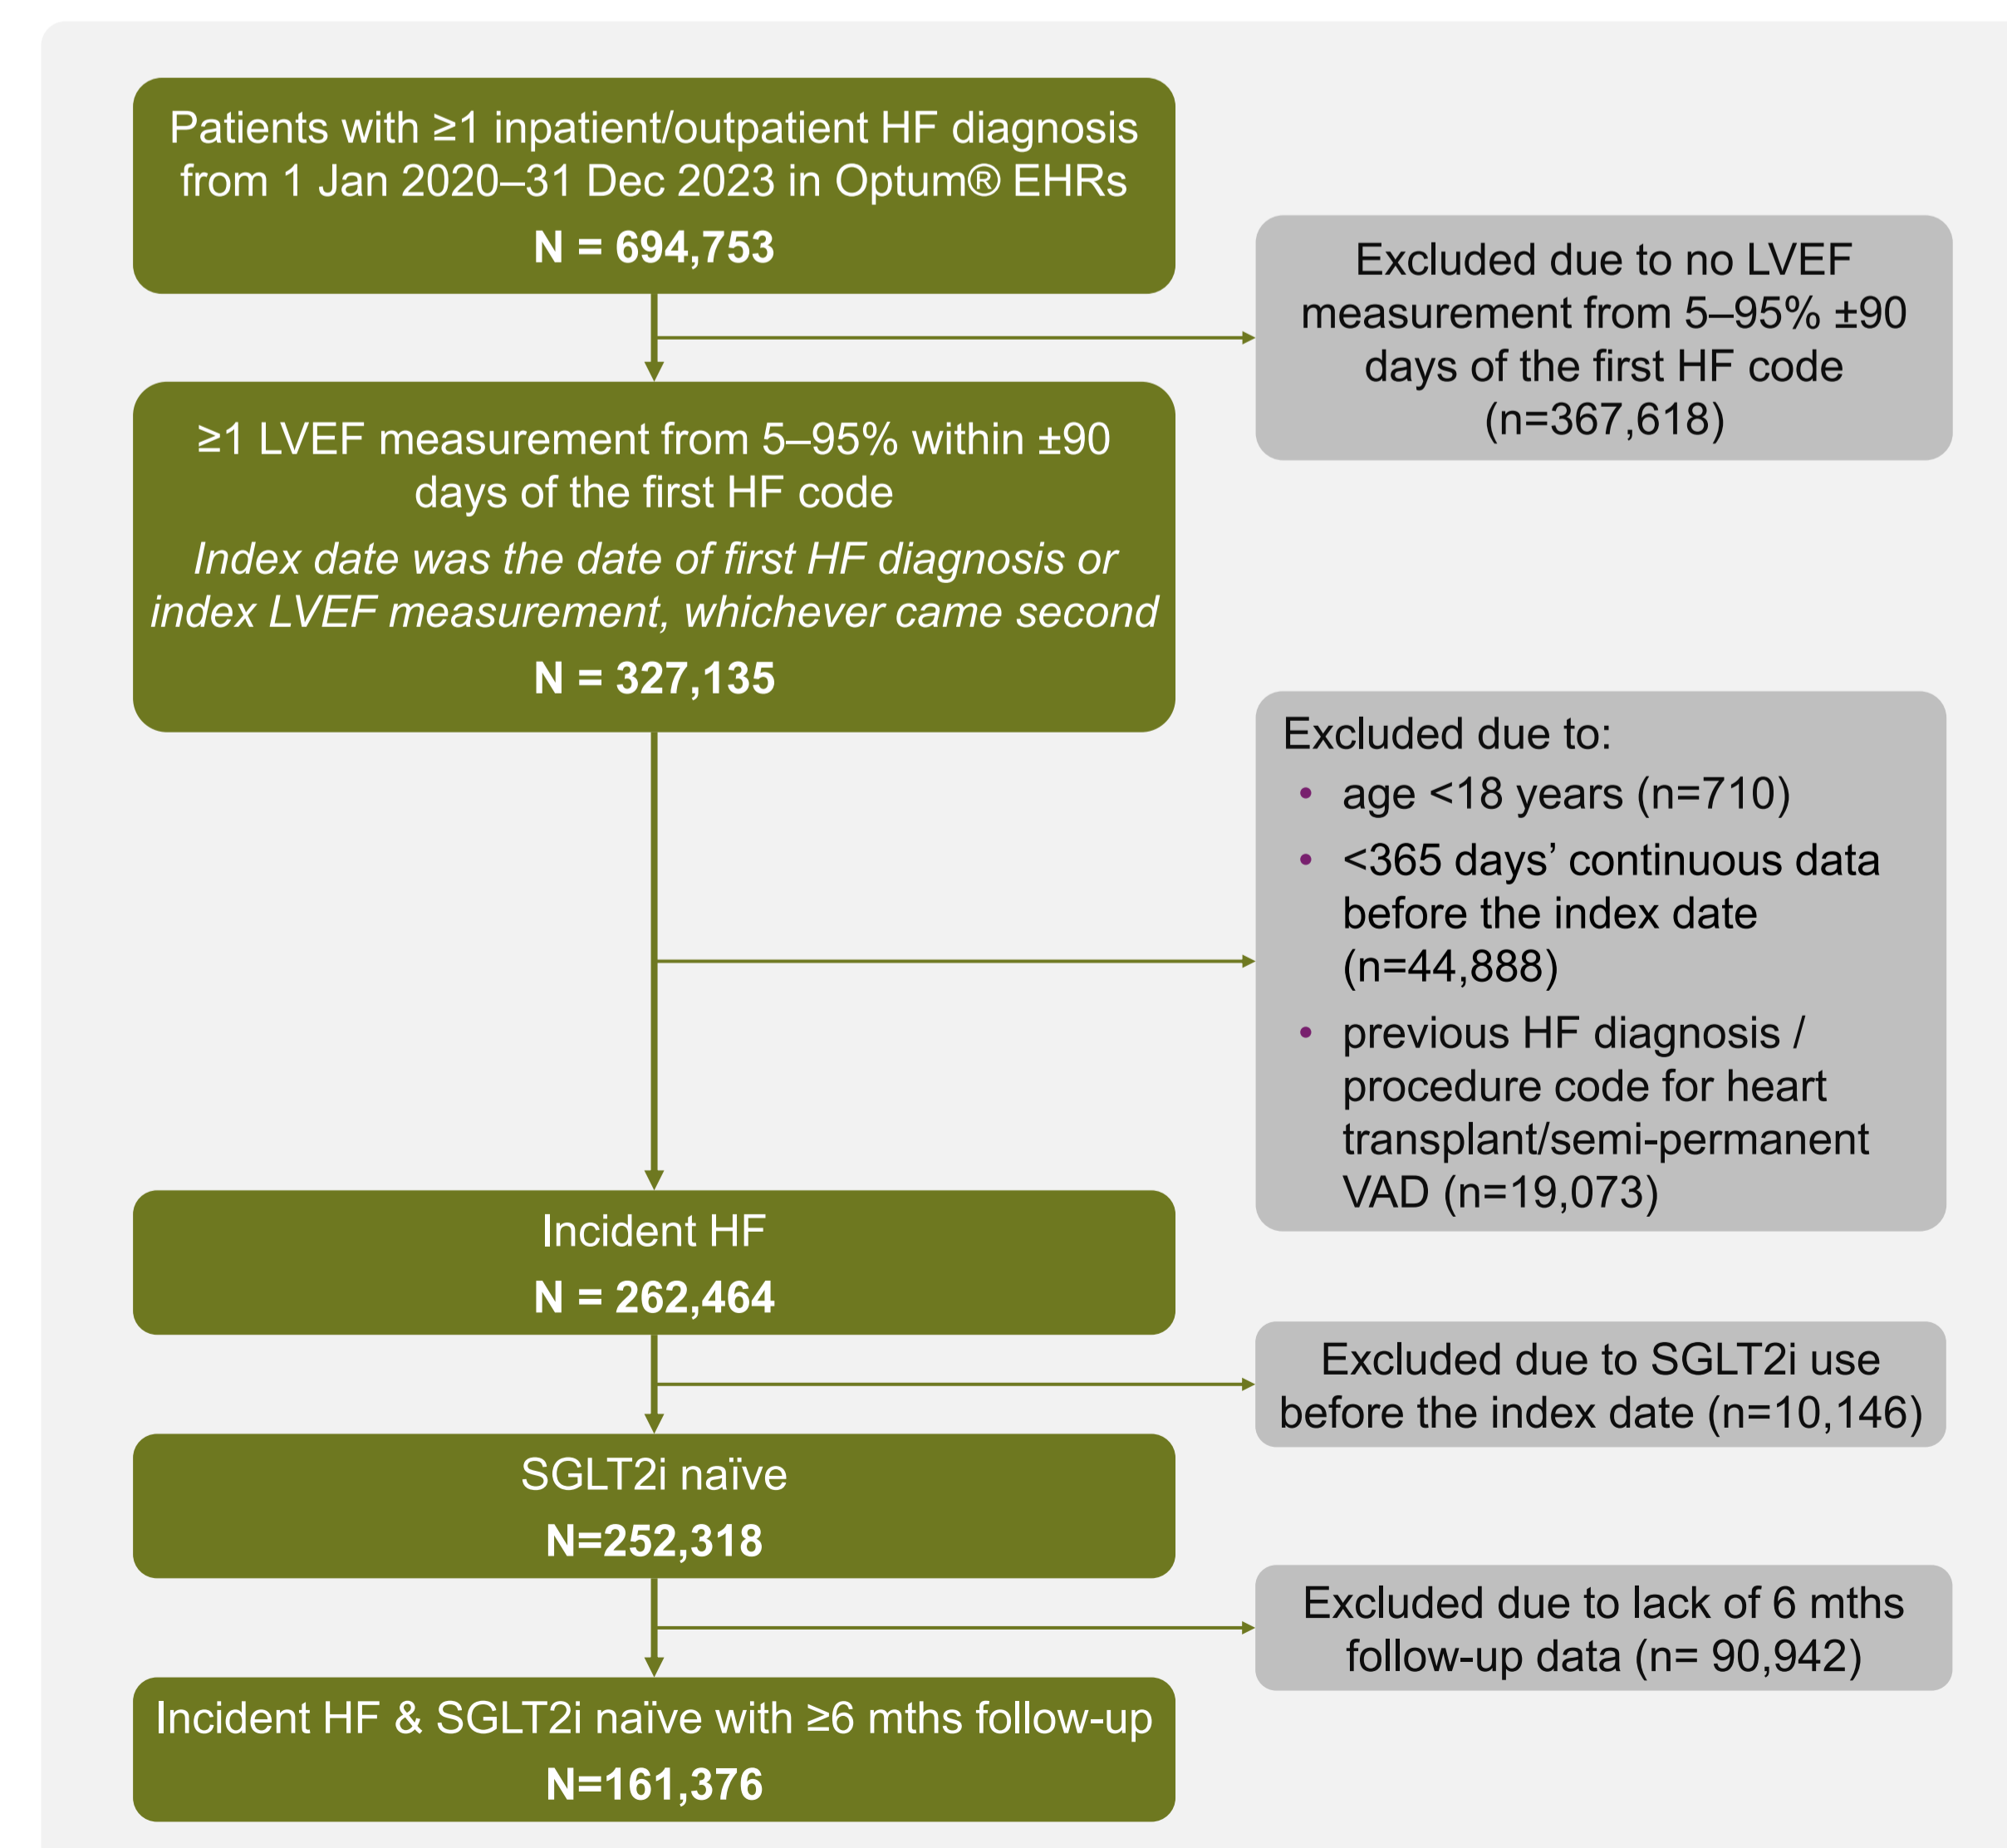 Patients with ≥1 inpatient/outpatient HF diagnosis
from 1 Jan 2020–31 Dec 2023 in Optum® EHRs
N = 694,753
Excluded due to no LVEF
measurement from 5–95% ±90
days of the first HF code
(n=367,618)
≥1 LVEF measurement from 5–95% within ±90
days of the first HF code
Index date was the date of first HF diagnosis or
index LVEF measurement, whichever came second
N = 327,135
Excluded due to:
• age <18 years (n=710)
• <365 days’ continuous data
before the index date
(n=44,888)
• previous HF diagnosis /
procedure code for heart
transplant/semi-permanent
VAD (n=19,073)
Incident HF
N = 262,464
Excluded due to SGLT2i use
before the index date (n=10,146)
SGLT2i naïve
N=252,318
Excluded due to lack of 6 mths
follow-up data (n= 90,942)
Incident HF & SGLT2i naïve with ≥6 mths follow-up
N=161,376